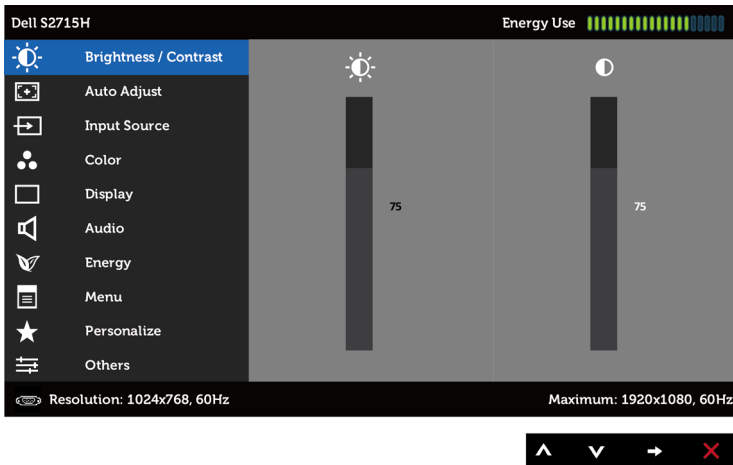 Dell S2715H
Energy Use
Brightness / Contrast
Auto Adjust
Input Source
Color
Display
Audio
Energy
Menu
Personalize
Others
75
75
Resolution: 1024x768, 60Hz
Maximum: 1920x1080, 60Hz